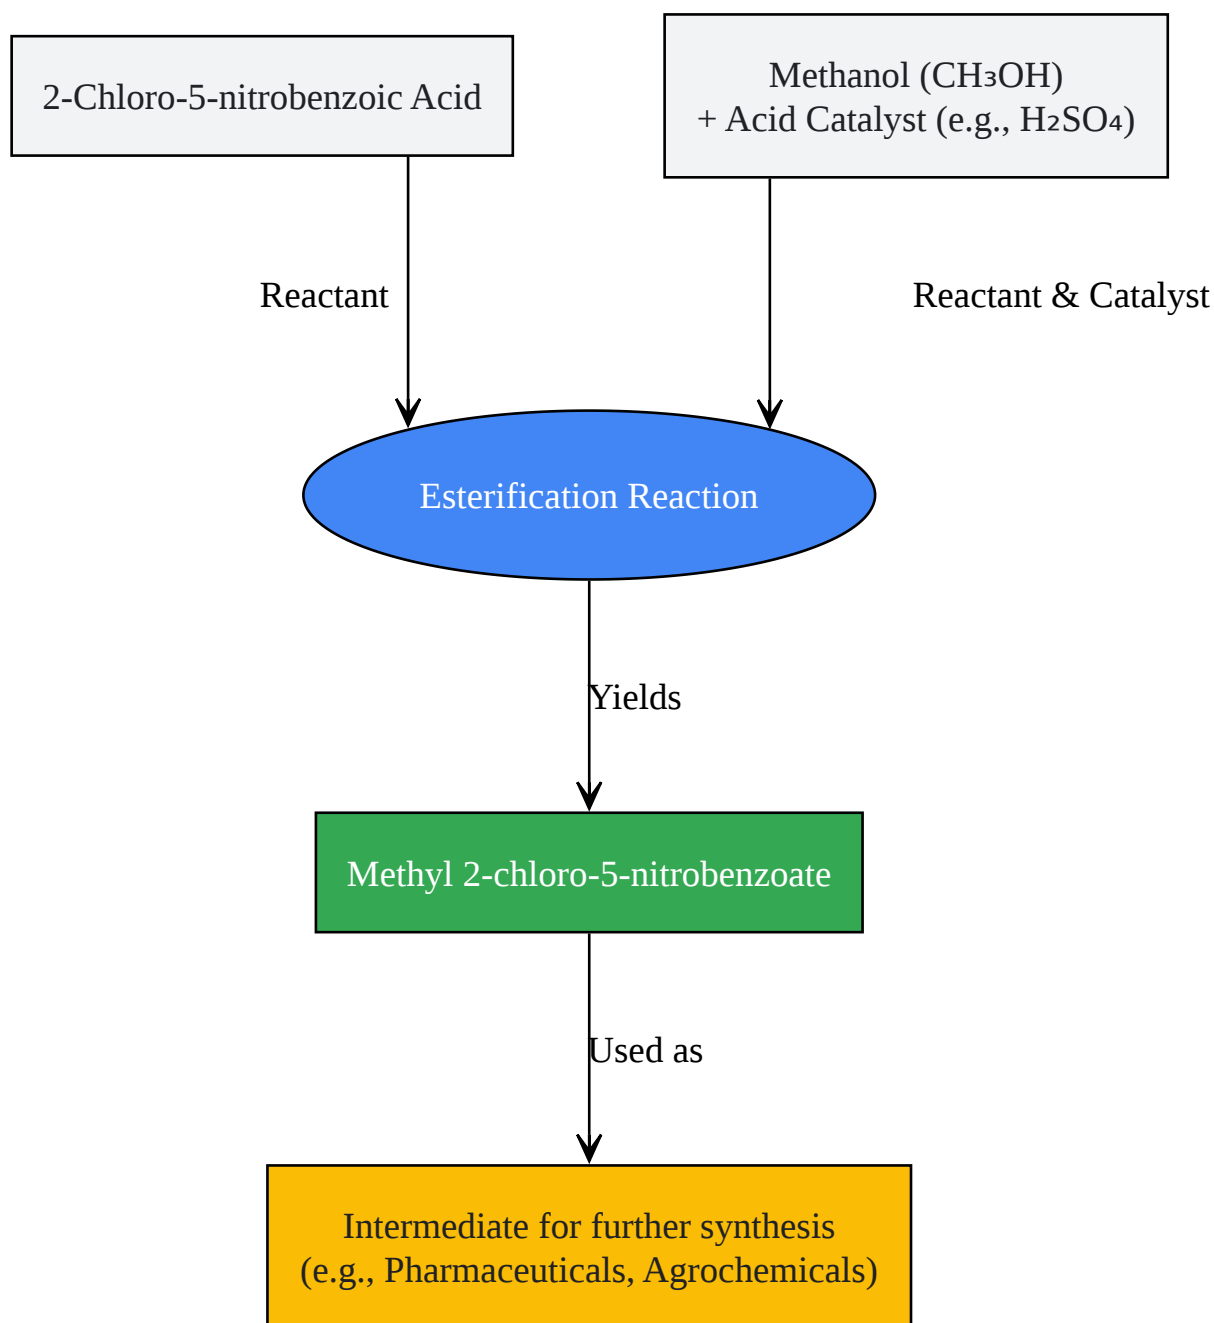 2-Chloro-5-nitrobenzoic Acid
Methanol (CH₃OH)
+ Acid Catalyst (e.g., H₂SO₄)
Reactant
Reactant & Catalyst
Esterification Reaction
Yields
Methyl 2-chloro-5-nitrobenzoate
Used as
Intermediate for further synthesis
(e.g., Pharmaceuticals, Agrochemicals)